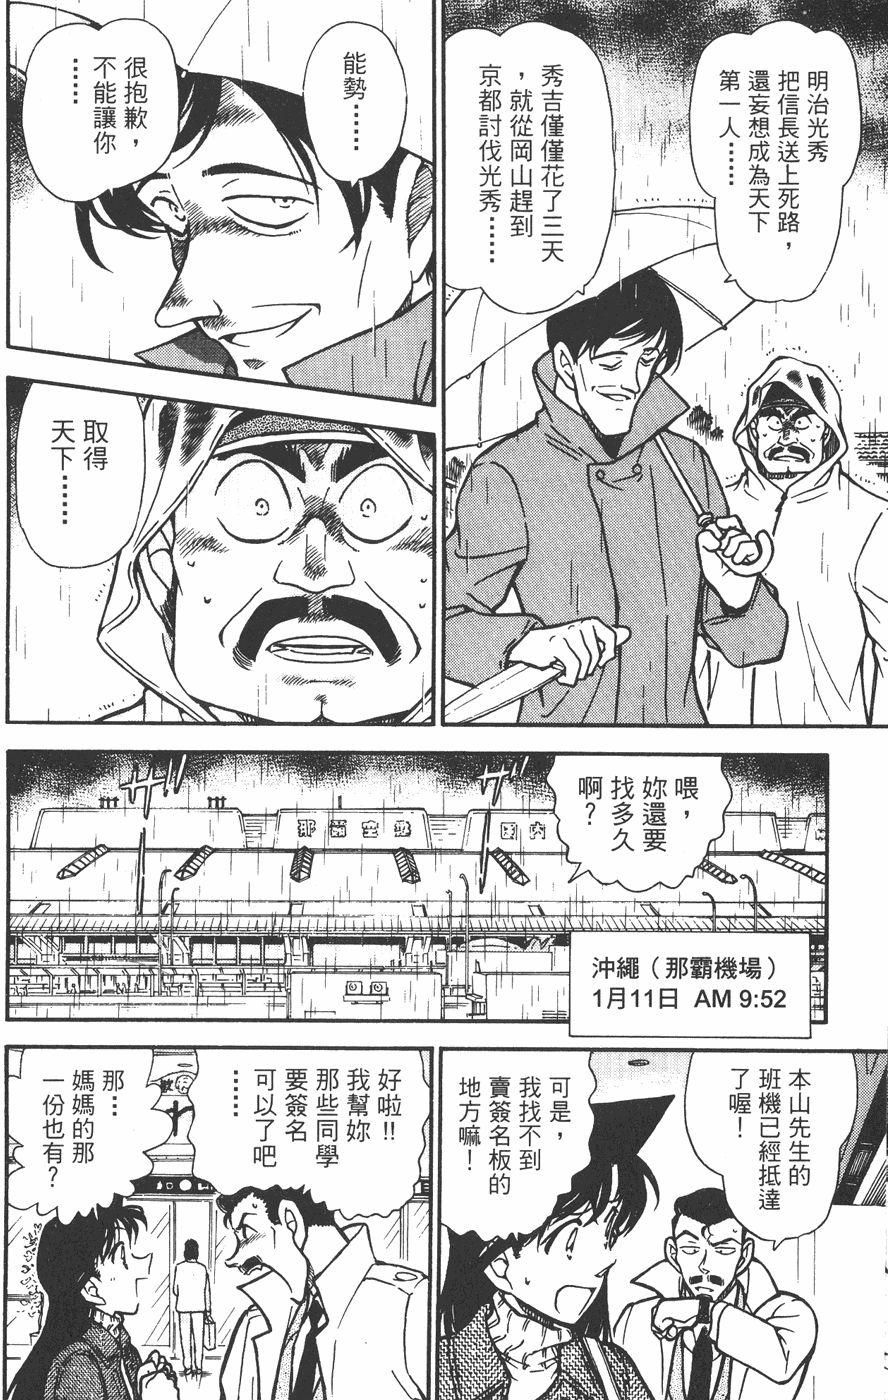 明治光秀
把信長送上死路，
還妄想成為天下
第一人……
秀吉僅僅花了三天
，就從岡山趕到
京都討伐光秀……
能勢……
很抱歉，
不能讓你
……
取得
天下……
喂，
妳還要
找多久
啊？
那霸空港
国内
ザ
ザ
沖繩（那霸機場）
1月11日 AM 9:52
本山先生的
班機已經抵達
了喔！
可是，
我找不到
賣簽名板的
地方嘛！
好啦!!
我幫妳
那些同學
要簽名
可以了吧
……
那…
媽媽的那
一份也有？